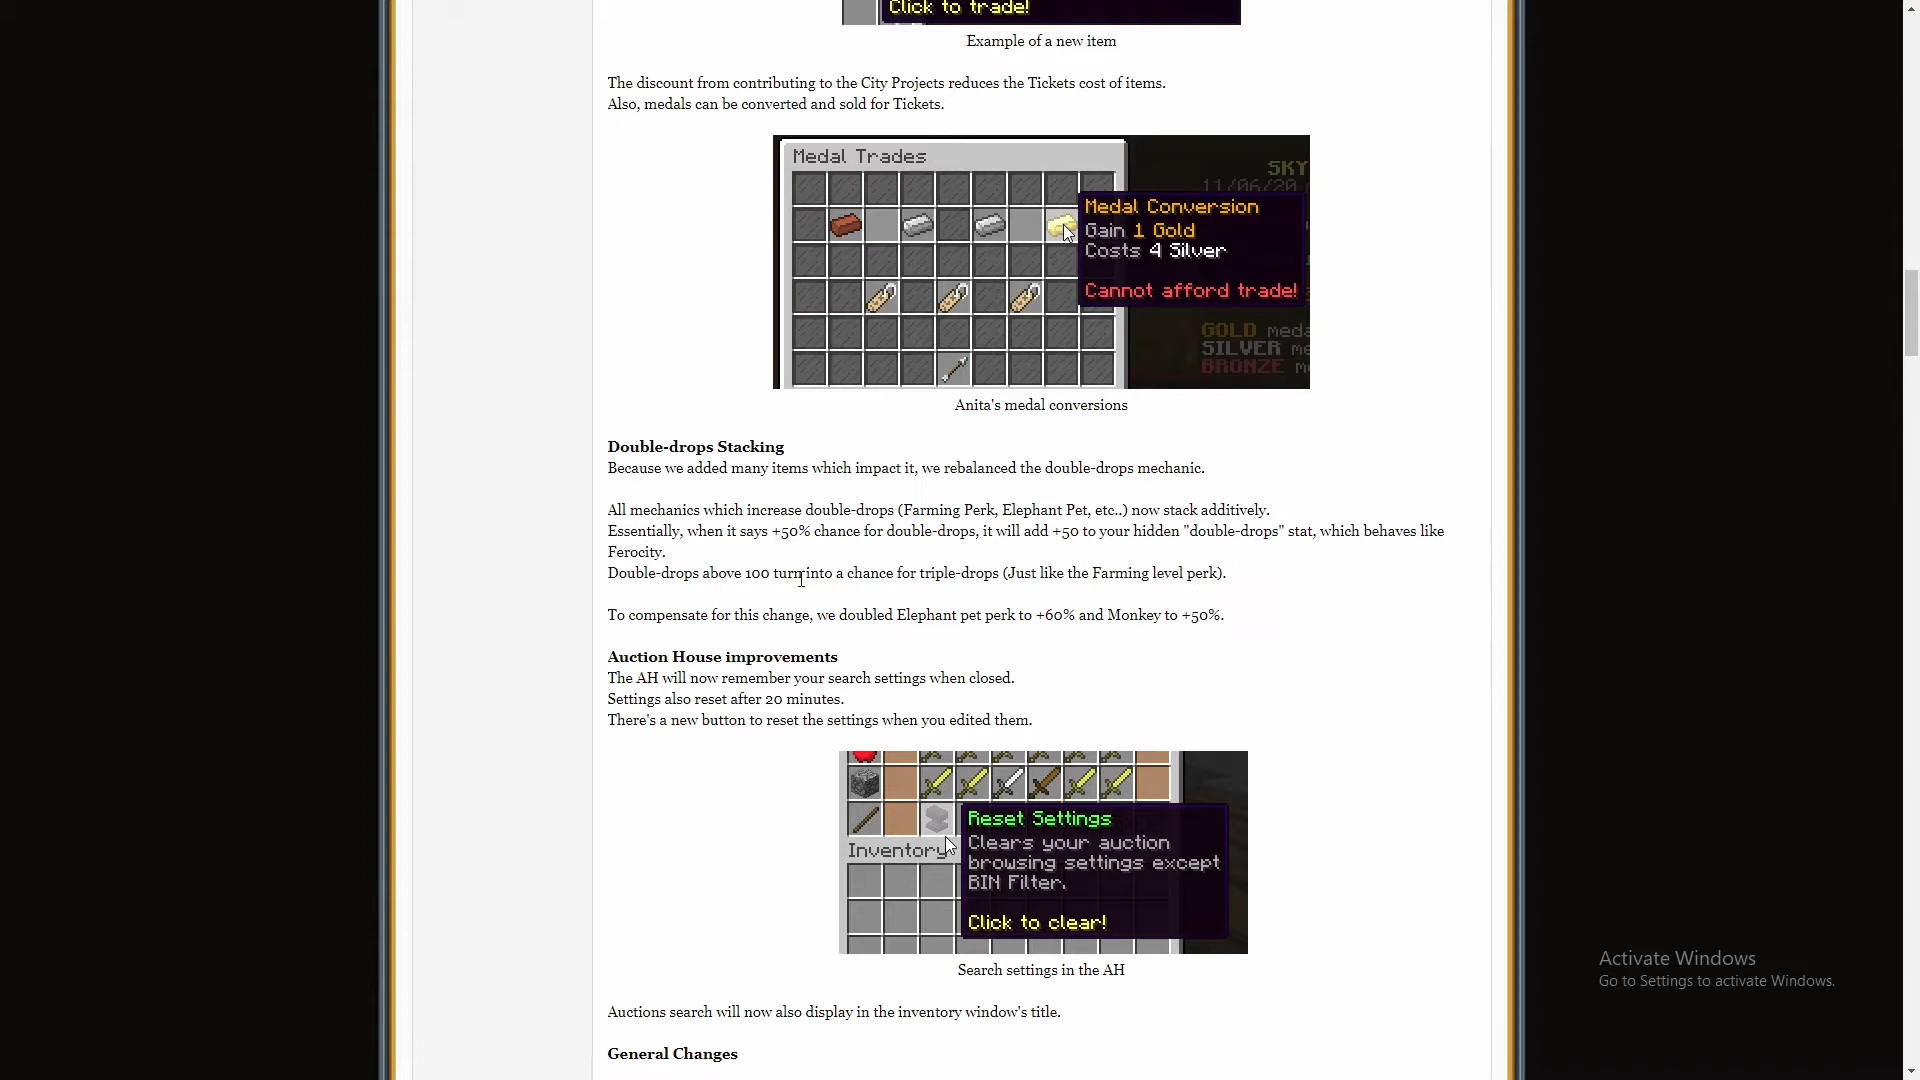 Click to trade!
Example of a new item
The discount from contributing to the City Projects reduces the Tickets cost of items.
Also, medals can be converted and sold for Tickets.
Medal Trades
SKY
11/06/20
Medal Conversion
Gain 1 Gold
Costs 4 Silver
Cannot afford trade!
GOLD meda
SILVER me
BRONZE m
Anita's medal conversions
Double-drops Stacking
Because we added many items which impact it, we rebalanced the double-drops mechanic.
All mechanics which increase double-drops (Farming Perk, Elephant Pet, etc..) now stack additively.
Essentially, when it says +50% chance for double-drops, it will add +50 to your hidden "double-drops" stat, which behaves like
Ferocity.
Double-drops above 100 turn into a chance for triple-drops (Just like the Farming level perk).
To compensate for this change, we doubled Elephant pet perk to +60% and Monkey to +50%.
Auction House improvements
The AH will now remember your search settings when closed.
Settings also reset after 20 minutes.
There's a new button to reset the settings when you edited them.
Reset Settings
Clears your auction
browsing settings except
BIN Filter.
Click to clear!
Inventory
Search settings in the AH
Activate Windows
Go to Settings to activate Windows.
Auctions search will now also display in the inventory window's title.
General Changes